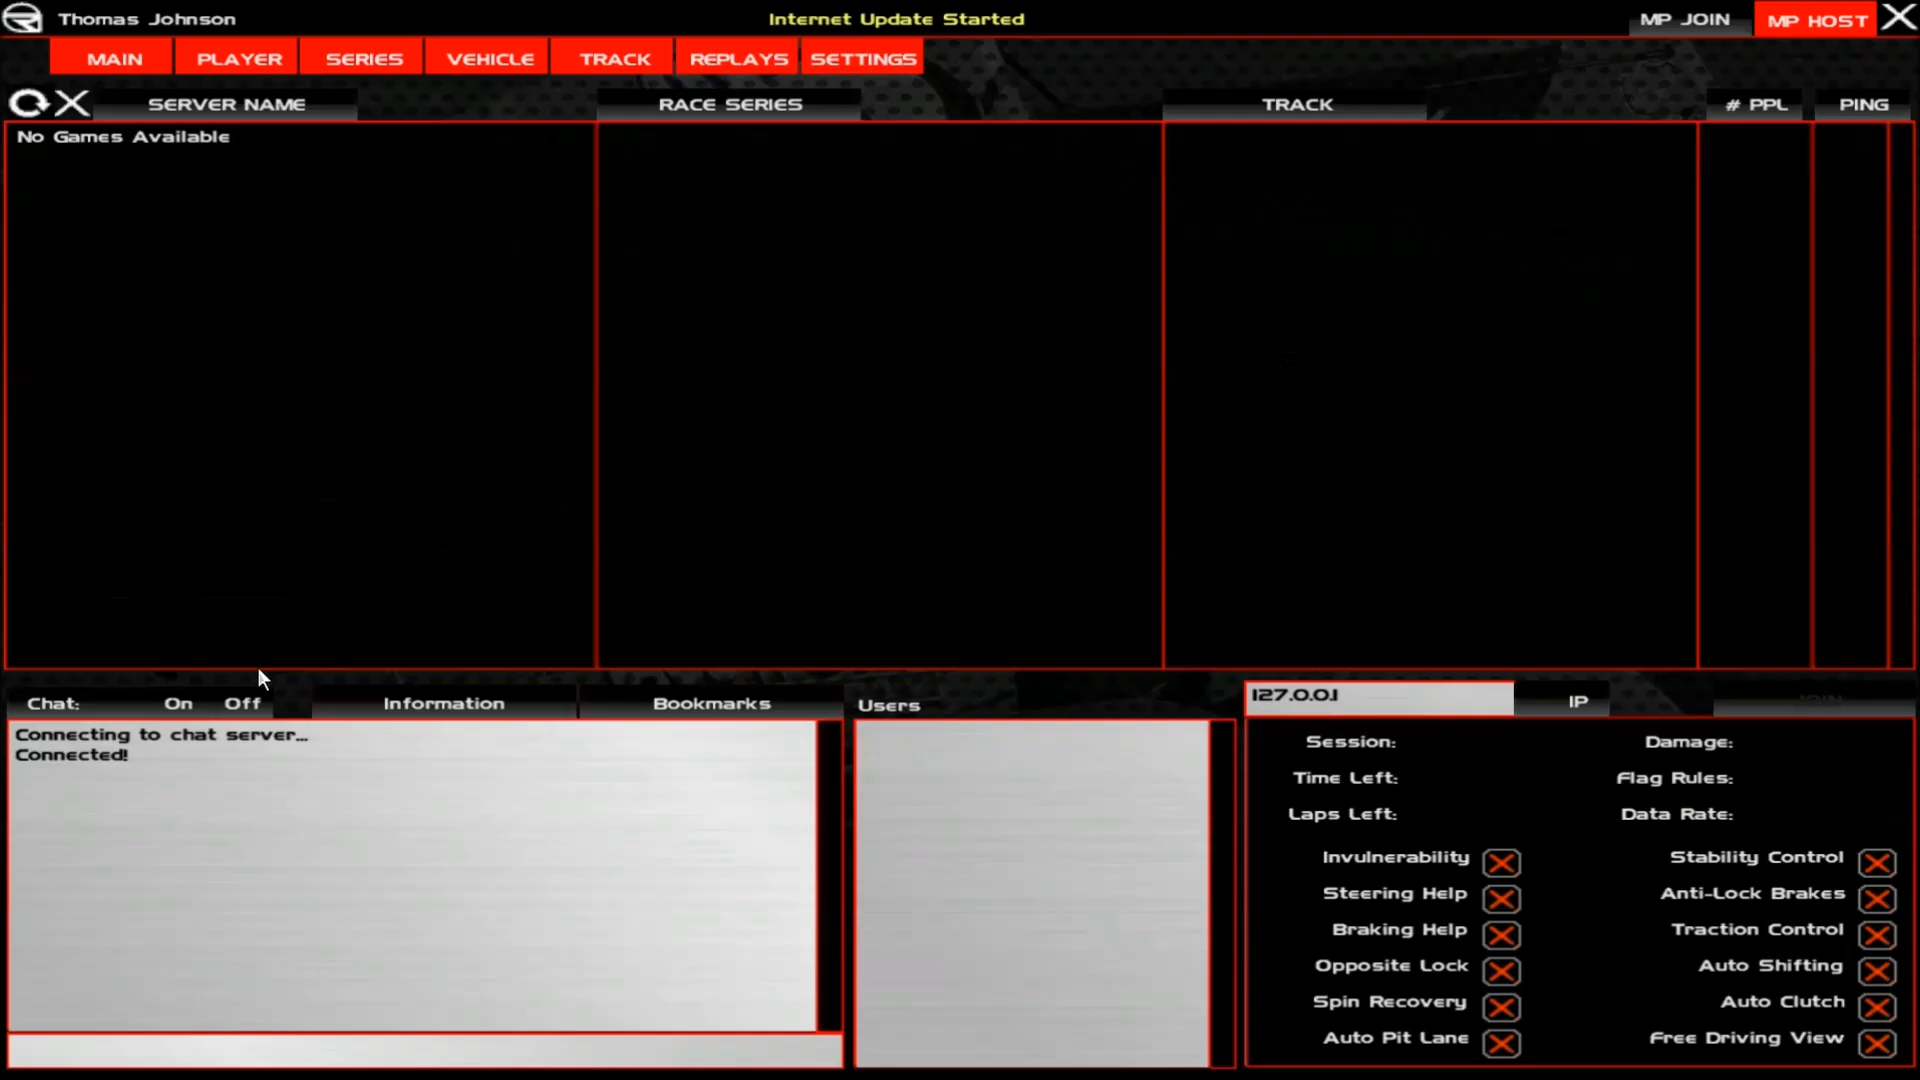 Thomas Johnson
Internet Update Started
MP JOIN
MP HOST
MAIN
PLAYER
SERIES
VEHICLE
TRACK
REPLAYS
SETTINGS
SERVER NAME
RACE SERIES
TRACK
# PPL
PING
No Games Available
Chat:
On
Off
Information
Bookmarks
Users
127.0.0.1
IP
JOIN
Connecting to chat server...
Connected!
Session:
Damage:
Time Left:
Flag Rules:
Laps Left:
Data Rate:
Invulnerability
Stability Control
Steering Help
Anti-Lock Brakes
Braking Help
Traction Control
Opposite Lock
Auto Shifting
Spin Recovery
Auto Clutch
Auto Pit Lane
Free Driving View